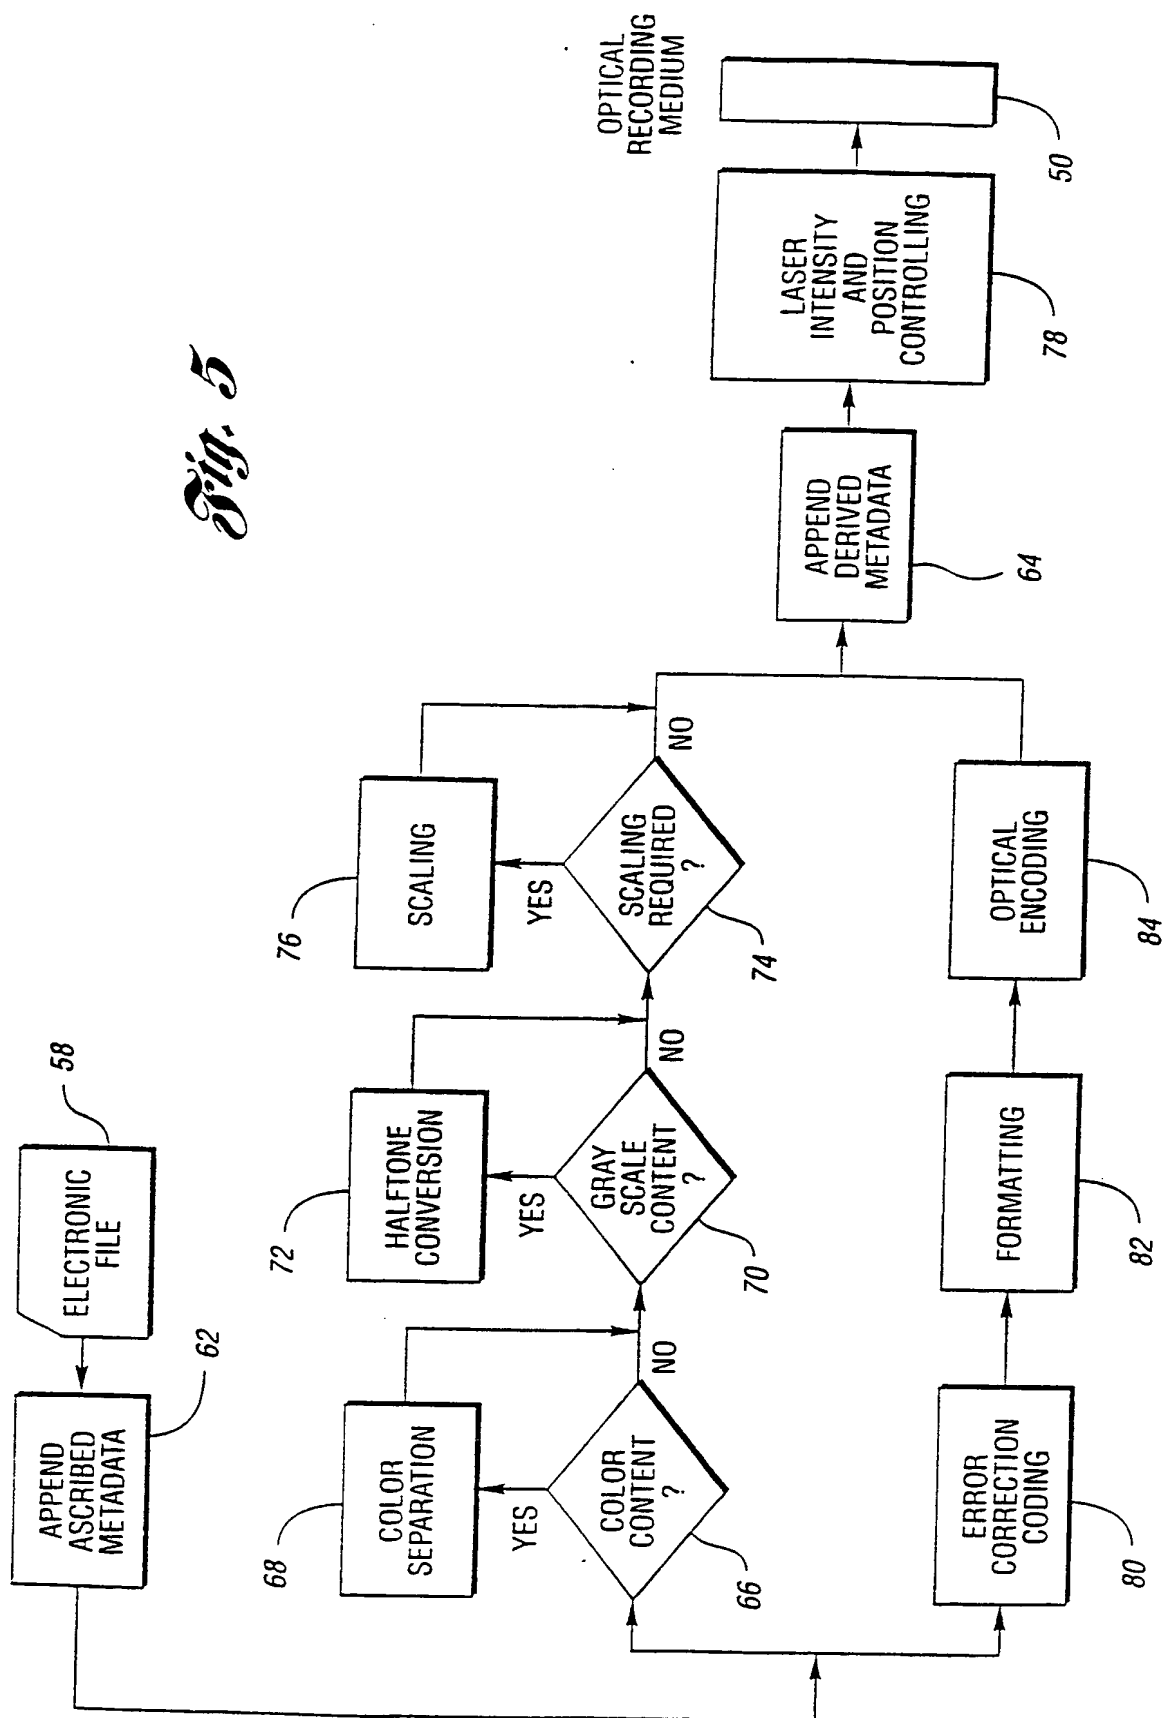 ELECTRONIC
FILE
58
APPEND
ASCRIBED
METADATA
62
COLOR
SEPARATION
68
YES
COLOR
CONTENT
?
66
NO
HALFTONE
CONVERSION
72
YES
GRAY
SCALE
CONTENT
?
70
NO
SCALING
76
YES
SCALING
REQUIRED
?
74
NO
ERROR
CORRECTION
CODING
80
FORMATTING
82
OPTICAL
ENCODING
84
APPEND
DERIVED
METADATA
64
LASER
INTENSITY
AND
POSITION
CONTROLLING
78
OPTICAL
RECORDING
MEDIUM
50
Fig. 5